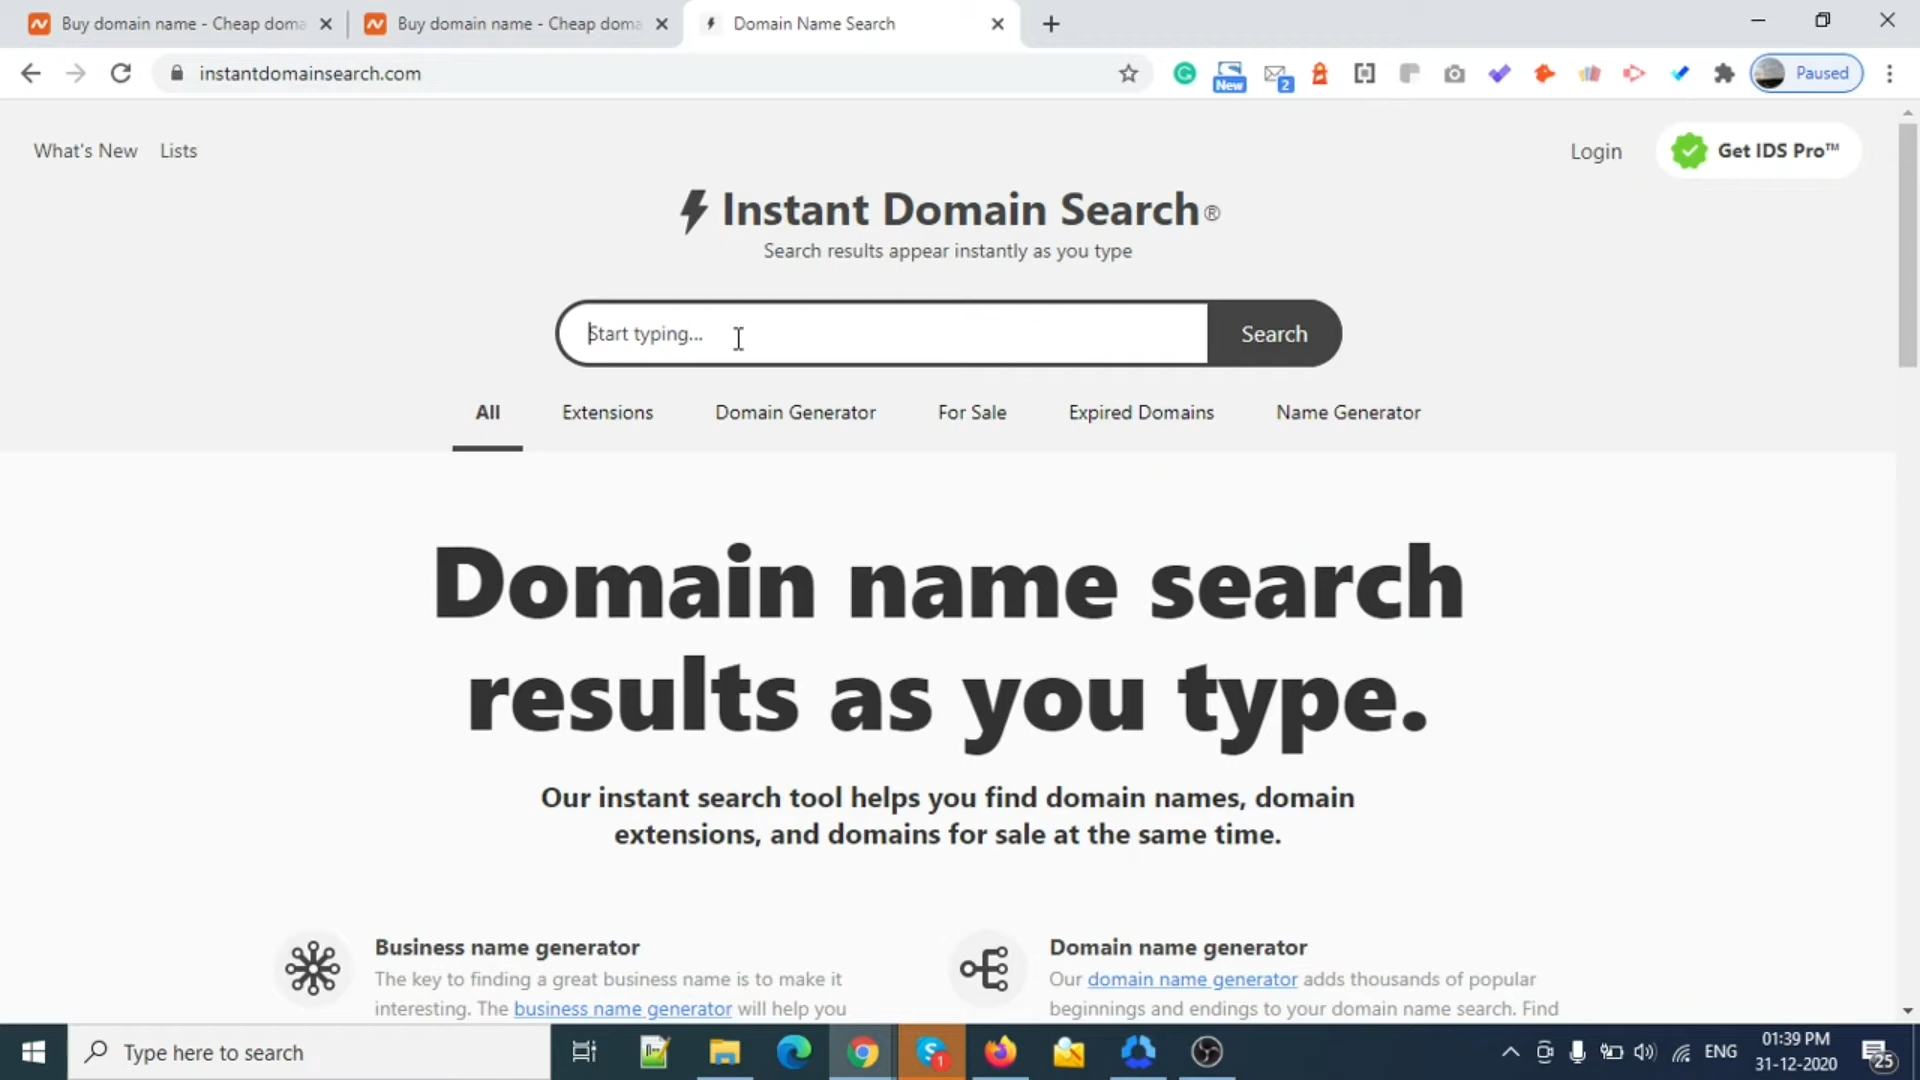 Buy domain name - Cheap doma
Buy domain name - Cheap doma
Domain Name Search
instantdomainsearch.com
New
2
Paused
What's New
Lists
Login
Get IDS Pro™
Instant Domain Search®
Search results appear instantly as you type
Start typing...
Search
All
Extensions
Domain Generator
For Sale
Expired Domains
Name Generator
Domain name search
results as you type.
Our instant search tool helps you find domain names, domain
extensions, and domains for sale at the same time.
Business name generator
The key to finding a great business name is to make it
interesting. The business name generator will help you
Domain name generator
Our domain name generator adds thousands of popular
beginnings and endings to your domain name search. Find
Type here to search
1
ENG
01:39 PM
31-12-2020
25